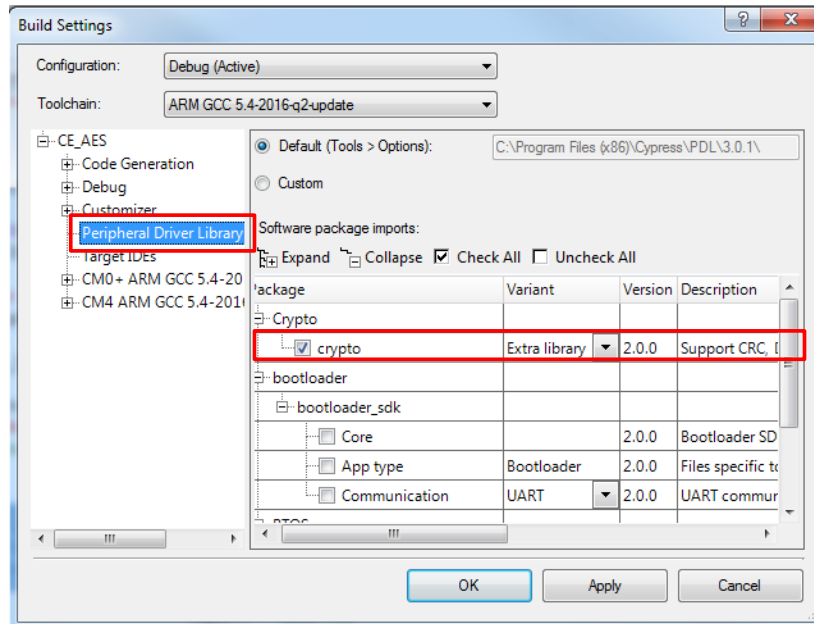 Build Settings
Configuration: Debug (Active)
Toolchain: ARM GCC 5.4-2016-q2-update
CE_AES
Code Generation
Debug
Customizer
Peripheral Driver Library
Target IDEs
CM0+ ARM GCC 5.4-20
CM4 ARM GCC 5.4-201
Default (Tools > Options): C:\Program Files (x86)\Cypress\PDL\3.0.1\
Custom
Software package imports:
Expand Collapse Check All Uncheck All
Package Variant Version Description
Crypto
crypto Extra library 2.0.0 Support CRC,
bootloader
bootloader_sdk
Core 2.0.0 Bootloader SD
App type Bootloader 2.0.0 Files specific to
Communication UART 2.0.0 UART commur
RTOS
OK Apply Cancel